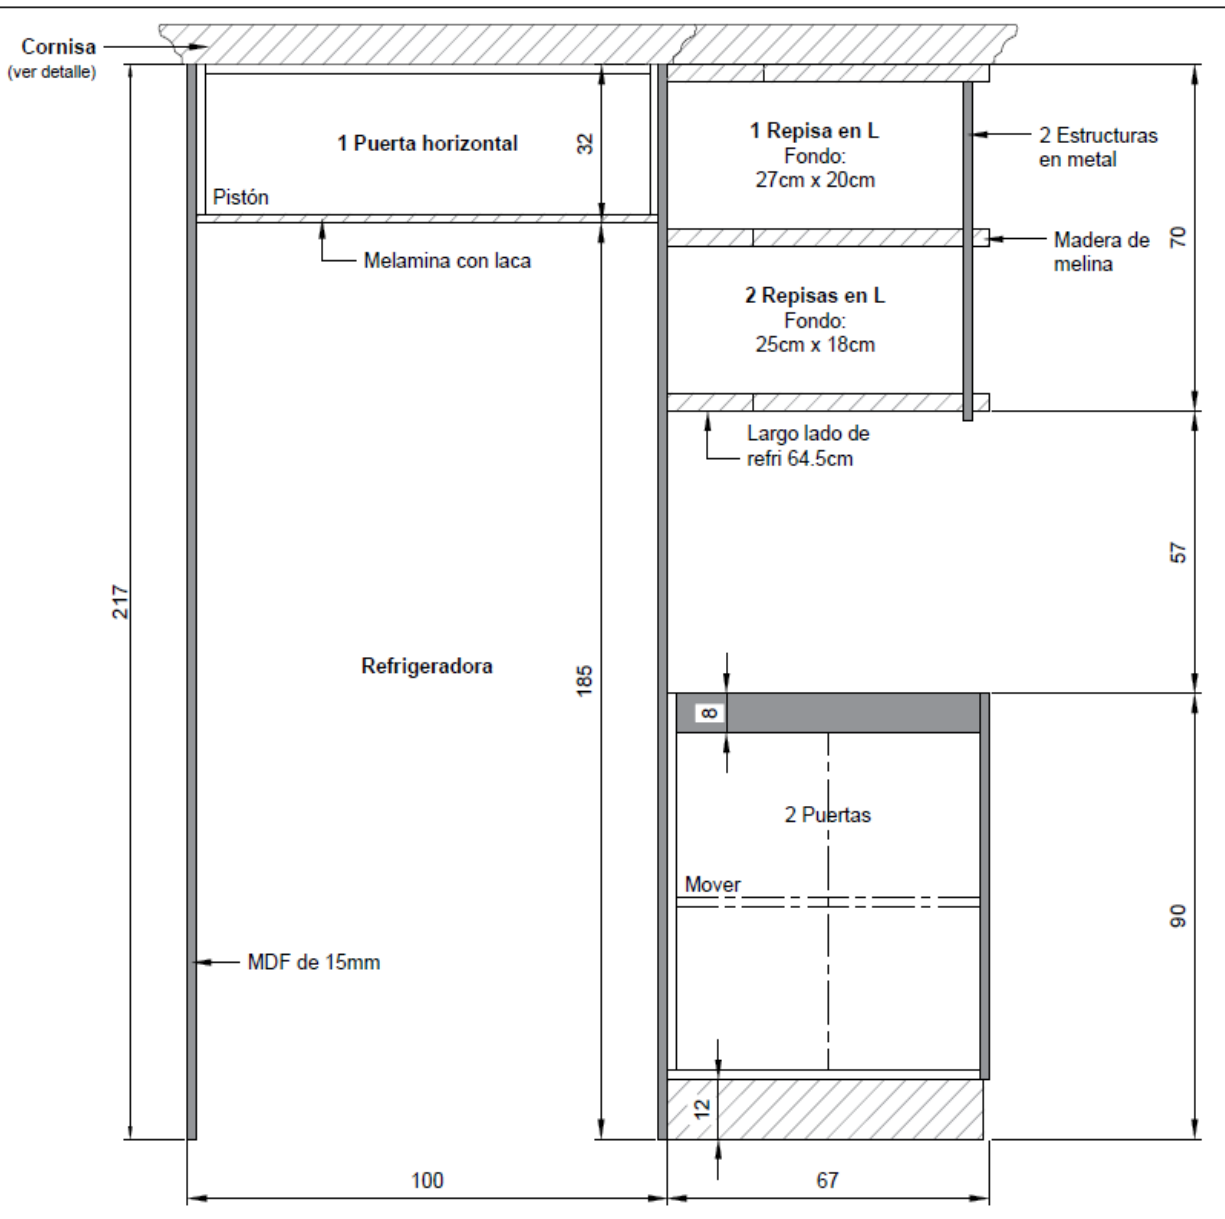 Cornisa
(ver detalle)
1 Puerta horizontal
32
Pistón
Melamina con laca
1 Repisa en L
Fondo:
27cm x 20cm
2 Estructuras
en metal
70
Madera de
melina
2 Repisas en L
Fondo:
25cm x 18cm
Largo lado de
refri 64.5cm
57
217
Refrigeradora
185
8
2 Puertas
Mover
90
MDF de 15mm
12
100
67